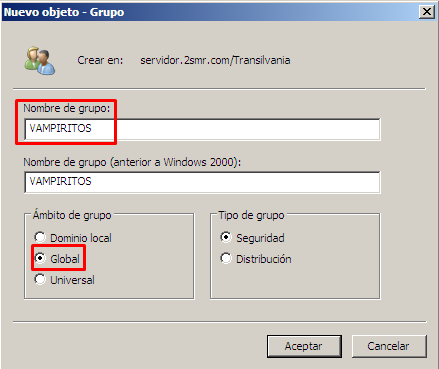 Nuevo objeto - Grupo
Crear en: servidor.2smr.com/Transilvania
Nombre de grupo:
VAMPIRITOS
Nombre de grupo (anterior a Windows 2000):
VAMPIRITOS
Ámbito de grupo
Dominio local
Global
Universal
Tipo de grupo
Seguridad
Distribución
Aceptar
Cancelar